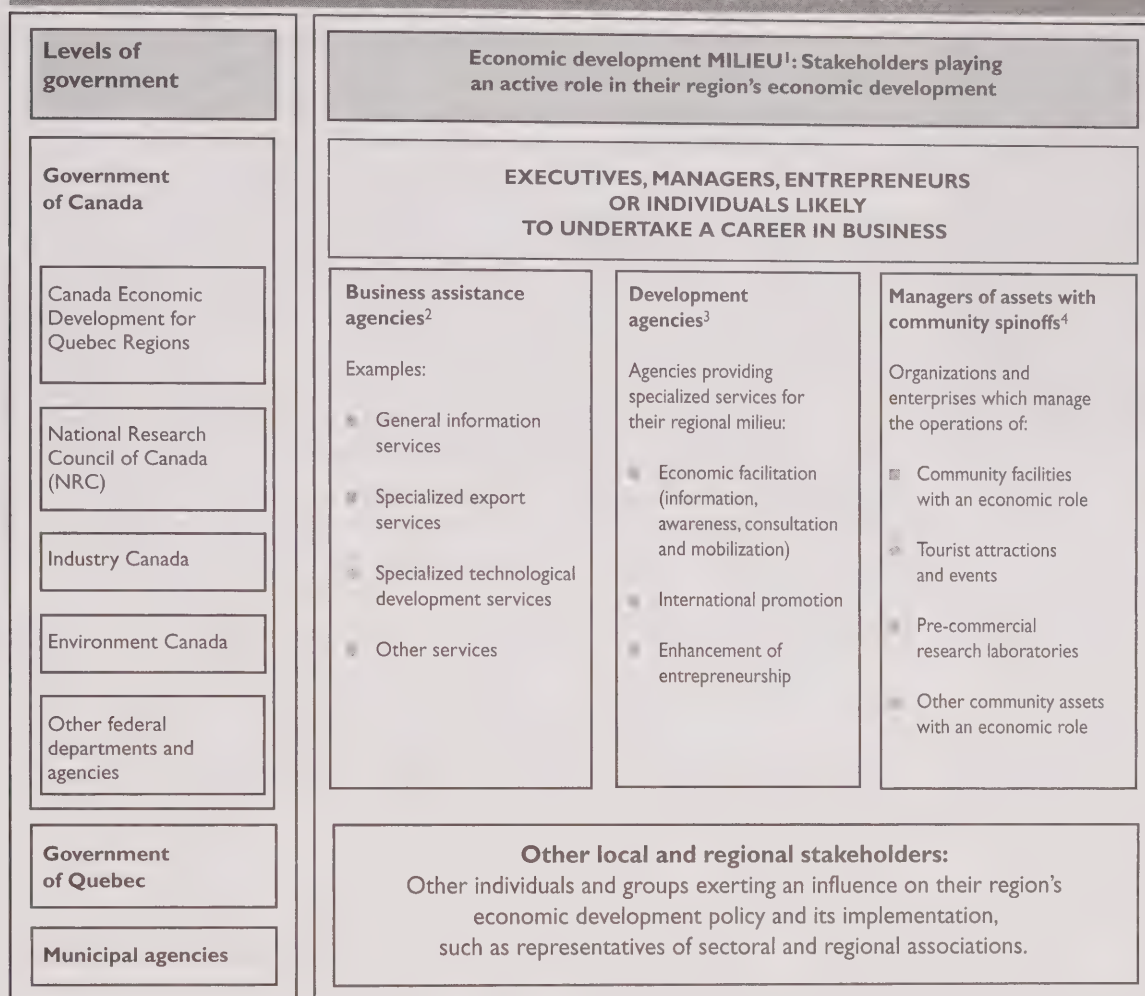 Levels of
government
Government
of Canada
Canada Economic
Development for
Quebec Regions
National Research
Council of Canada
(NRC)
Industry Canada
Environment Canada
Other federal
departments and
agencies
Government
of Quebec
Municipal agencies
Economic development MILIEU¹: Stakeholders playing
an active role in their region's economic development
EXECUTIVES, MANAGERS, ENTREPRENEURS
OR INDIVIDUALS LIKELY
TO UNDERTAKE A CAREER IN BUSINESS
Business assistance
agencies²
Examples:
General information
services
Specialized export
services
Specialized technological
development services
Other services
Development
agencies³
Agencies providing
specialized services for
their regional milieu:
Economic facilitation
(information,
awareness, consultation
and mobilization)
International promotion
Enhancement of
entrepreneurship
Managers of assets with
community spinoffs⁴
Organizations and
enterprises which manage
the operations of:
Community facilities
with an economic role
Tourist attractions
and events
Pre-commercial
research laboratories
Other community assets
with an economic role
Other local and regional stakeholders:
Other individuals and groups exerting an influence on their region's
economic development policy and its implementation,
such as representatives of sectoral and regional associations.